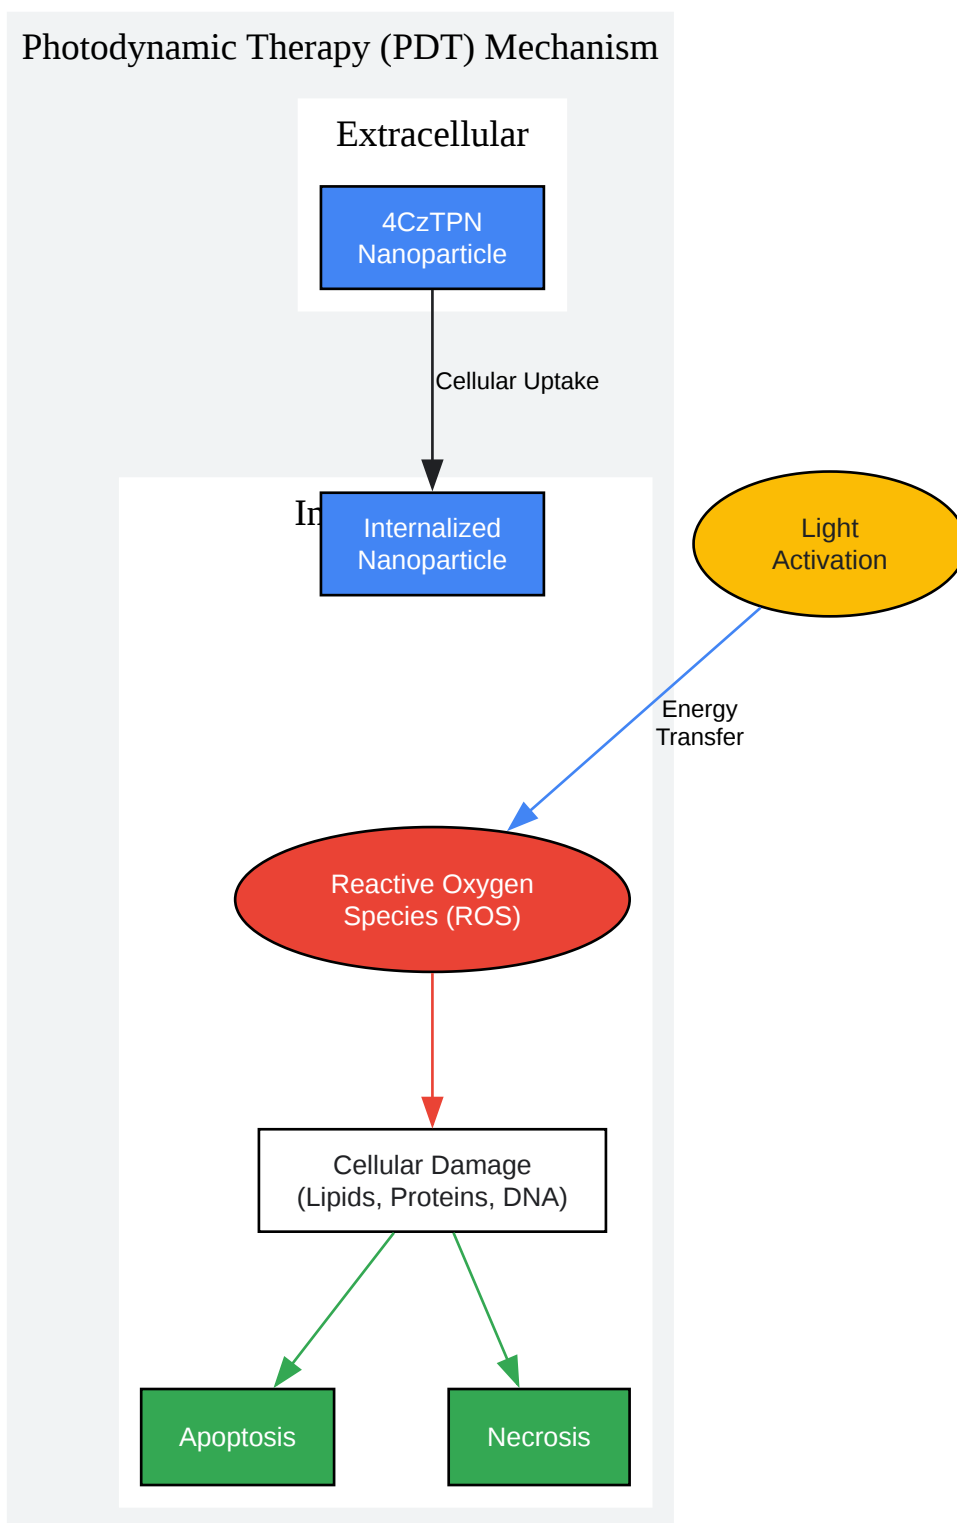 Photodynamic Therapy (PDT) Mechanism
Extracellular
4CzTPN
Nanoparticle
Cellular Uptake
Internalized
Nanoparticle
Light
Activation
Energy
Transfer
Reactive Oxygen
Species (ROS)
Cellular Damage
(Lipids, Proteins, DNA)
Apoptosis
Necrosis